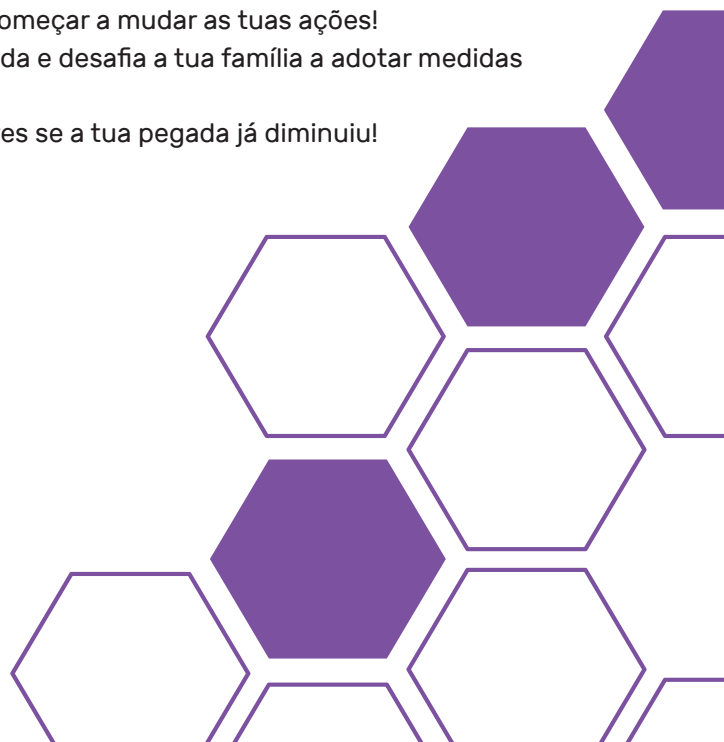 omeçar a mudar as tuas ações!
da e desafia a tua família a adotar medidas
es se a tua pegada já diminuiu!